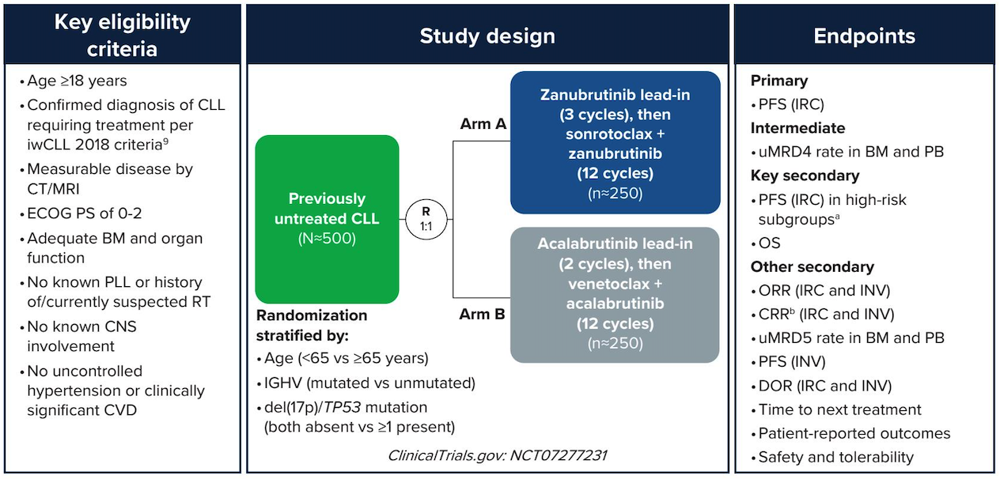 Key eligibility
criteria
• Age ≥18 years
• Confirmed diagnosis of CLL
requiring treatment per
iwCLL 2018 criteria⁹
• Measurable disease by
CT/MRI
• ECOG PS of 0-2
• Adequate BM and organ
function
• No known PLL or history
of/currently suspected RT
• No known CNS
involvement
• No uncontrolled
hypertension or clinically
significant CVD
Study design
Previously
untreated CLL
(N≈500)
R
1:1
Arm A
Zanubrutinib lead-in
(3 cycles), then
sonrotoclax +
zanubrutinib
(12 cycles)
(n≈250)
Arm B
Acalabrutinib lead-in
(2 cycles), then
venetoclax +
acalabrutinib
(12 cycles)
(n≈250)
Randomization
stratified by:
• Age (<65 vs ≥65 years)
• IGHV (mutated vs unmutated)
• del(17p)/TP53 mutation
(both absent vs ≥1 present)
ClinicalTrials.gov: NCT07277231
Endpoints
Primary
• PFS (IRC)
Intermediate
• uMRD4 rate in BM and PB
Key secondary
• PFS (IRC) in high-risk
subgroupsᵃ
• OS
Other secondary
• ORR (IRC and INV)
• CRRᵇ (IRC and INV)
• uMRD5 rate in BM and PB
• PFS (INV)
• DOR (IRC and INV)
• Time to next treatment
• Patient-reported outcomes
• Safety and tolerability